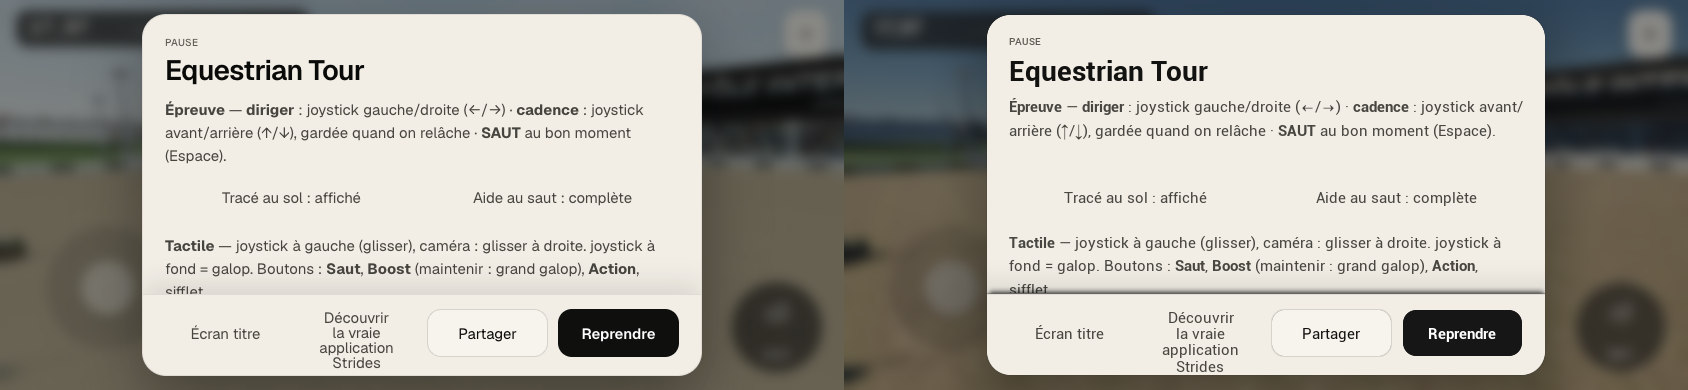 PAUSE
Equestrian Tour
Épreuve — diriger : joystick gauche/droite (←/→) · cadence : joystick
avant/arrière (↑/↓), gardée quand on relâche · SAUT au bon moment
(Espace).
Tracé au sol : affiché
Aide au saut : complète
Tactile — joystick à gauche (glisser), caméra : glisser à droite. joystick à
fond = galop. Boutons : Saut, Boost (maintenir : grand galop), Action,
sifflet
Écran titre
Découvrir
la vraie
application
Strides
Partager
Reprendre
PAUSE
Equestrian Tour
Épreuve — diriger : joystick gauche/droite (←/→) · cadence : joystick avant/
arrière (↑/↓), gardée quand on relâche · SAUT au bon moment (Espace).
Tracé au sol : affiché
Aide au saut : complète
Tactile — joystick à gauche (glisser), caméra : glisser à droite. joystick à
fond = galop. Boutons : Saut, Boost (maintenir : grand galop), Action,
sifflet
Écran titre
Découvrir
la vraie
application
Strides
Partager
Reprendre